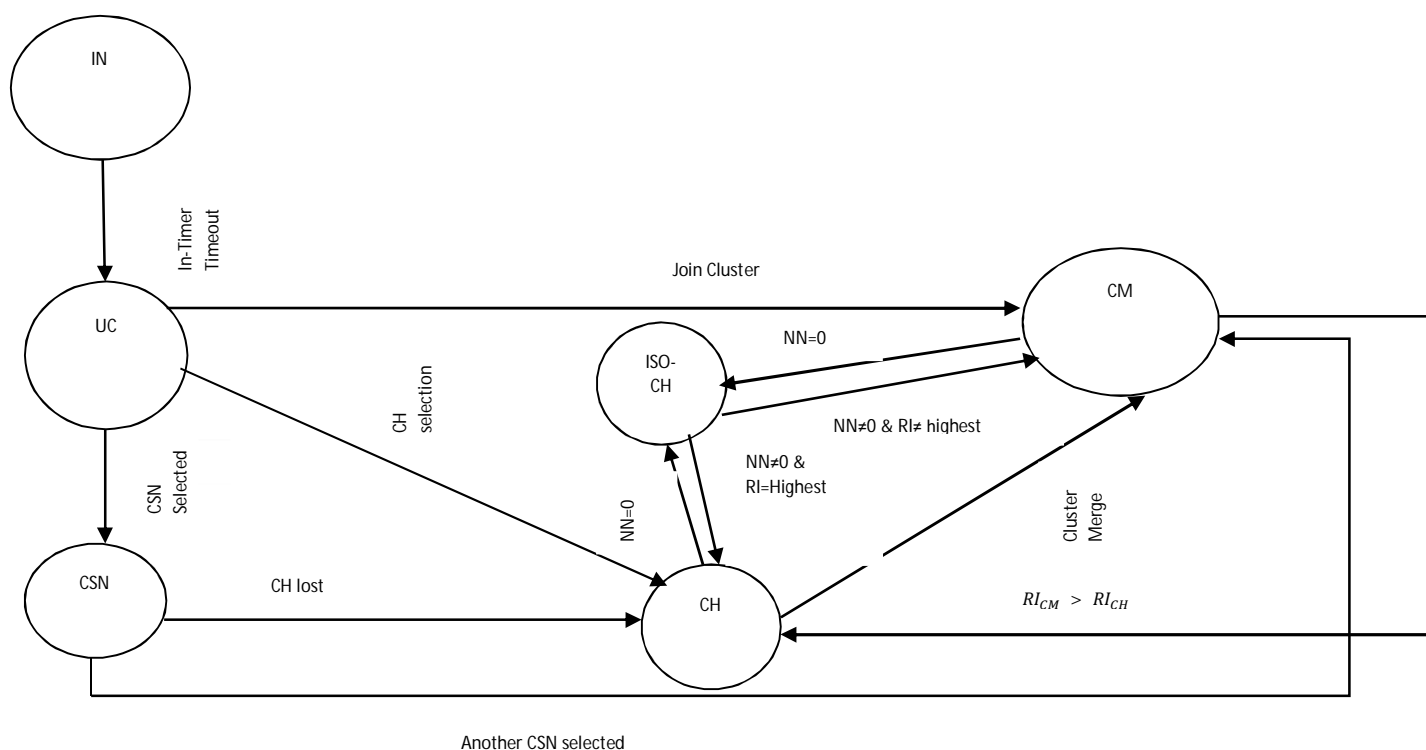 IN
In-Timer
Timeout
Join Cluster
CM
UC
NN=0
ISO-
CH
CH
selection
NN≠0 & RI≠ highest
NN≠0 &
RI=Highest
CSN
Selected
NN=0
Cluster
Merge
CSN
CH lost
CH
RI_CM > RI_CH
Another CSN selected